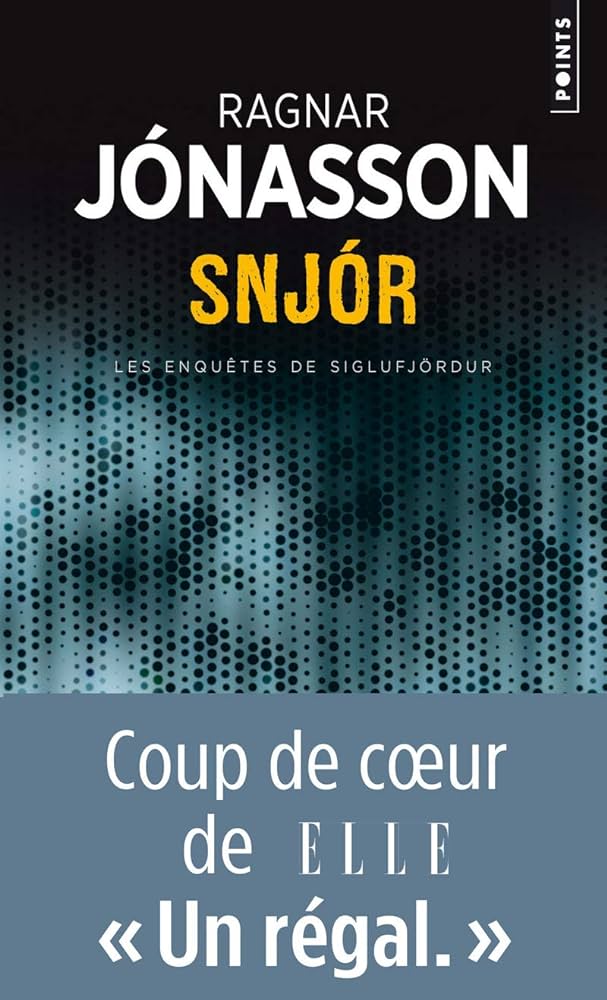 POINTS
RAGNAR
JÓNASSON
SNJÓR
LES ENQUÊTES DE SIGLUFJÖRDUR
Coup de cœur
de ELLE
« Un régal. »